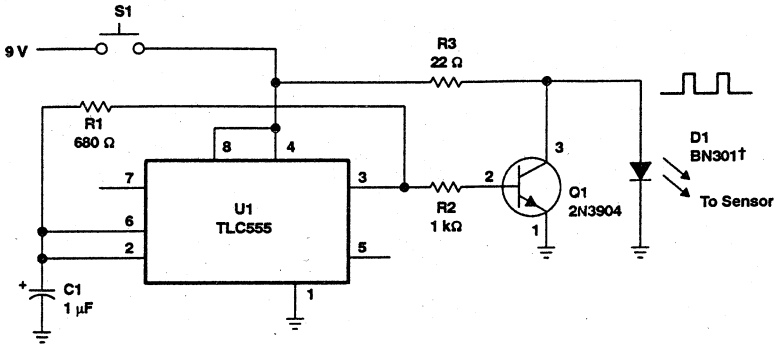 S1
9 V
R3
22 Ω
R1
680 Ω
8
4
7
3
6
2
5
1
U1
TLC555
C1
+
1 µF
R2
1 kΩ
2
3
1
Q1
2N3904
D1
BN301†
To Sensor